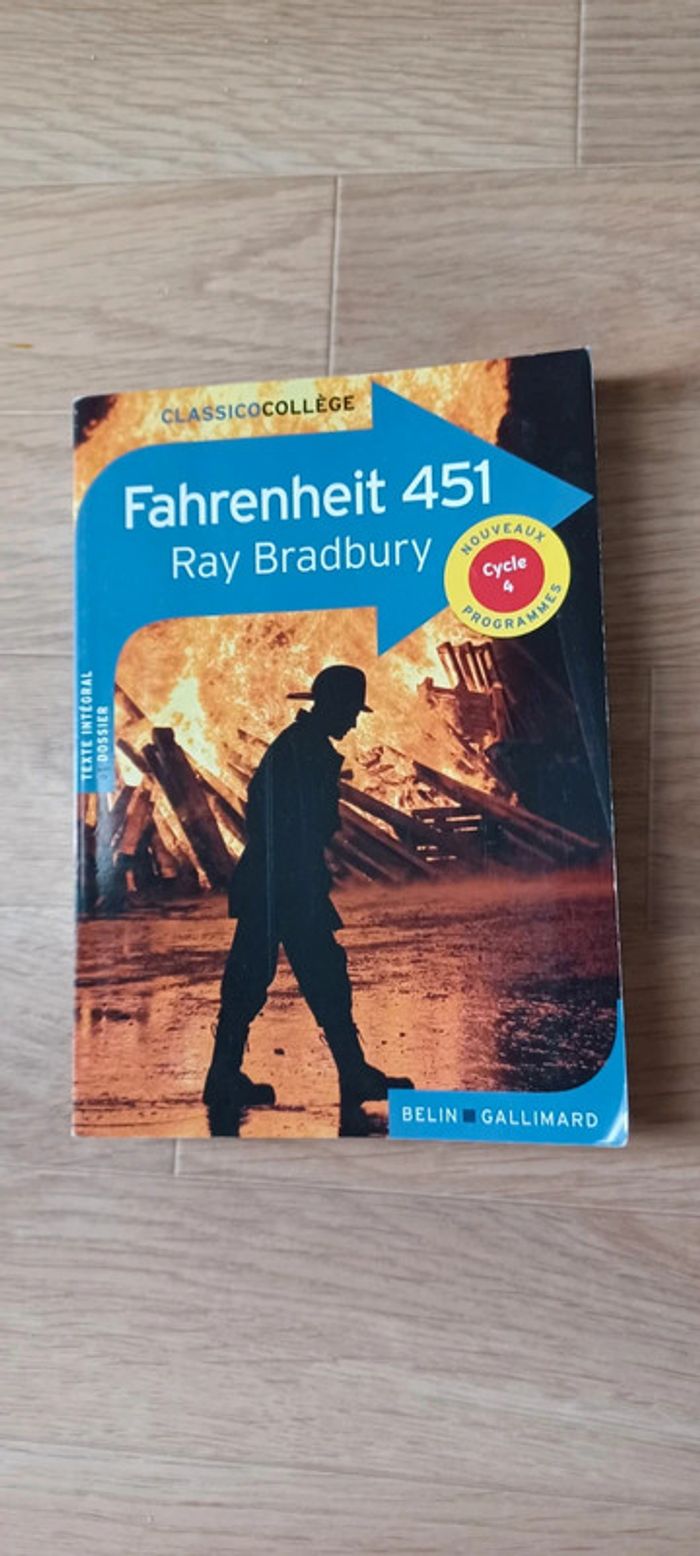 CLASSICOCOLLÈGE
Fahrenheit 451
Ray Bradbury
NOUVEAUX
Cycle
4
PROGRAMMES
TEXTE INTÉGRAL
DOSSIER
BELIN GALLIMARD